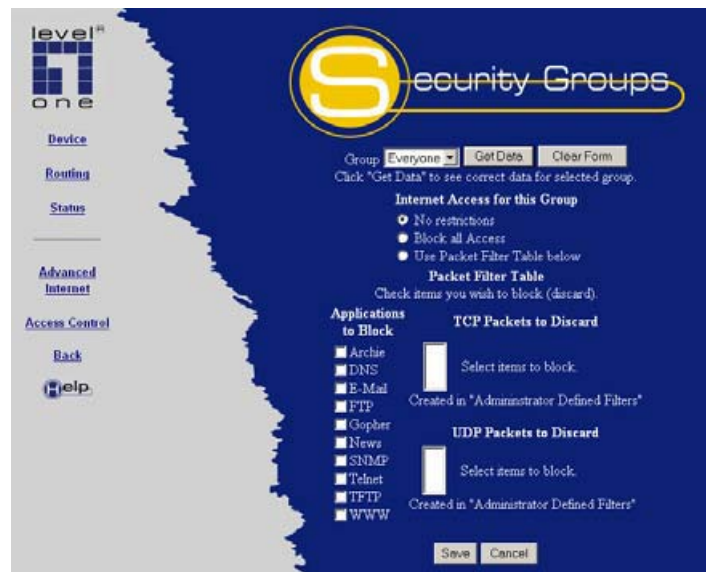 level®
one
Device
Routing
Status
Advanced
Internet
Access Control
Back
Help
Security Groups
Group Everyone Get Data Clear Form
Click "Get Data" to see correct data for selected group.
Internet Access for this Group
No restrictions
Block all Access
Use Packet Filter Table below
Packet Filter Table
Check items you wish to block (discard).
Applications
to Block
Archie
DNS
E-Mail
FTP
Gopher
News
SNMP
Telnet
TFTP
WWW
TCP Packets to Discard
Select items to block.
Created in "Admininstrator Defined Filters"
UDP Packets to Discard
Select items to block.
Created in "Administrator Defined Filters"
Save Cancel